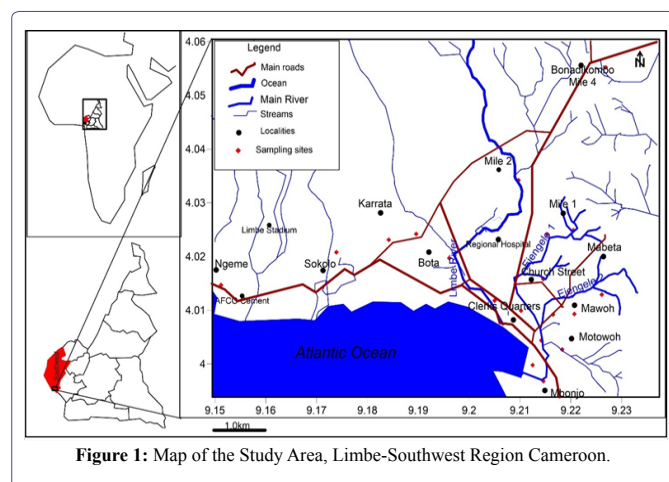 4.06
4.05
4.04
4.03
4.02
4.01
4
9.15 9.16 9.17 9.18 9.19 9.2 9.21 9.22 9.23
1.0km
Legend
Main roads
Ocean
Main River
Streams
Localities
Sampling sites
N
Bonadikombo
Mile 4
Mile 2
Karrata
Mile 1
Limbe Stadium
Regional Hospital
Ejengele 1
Mabeta
Ngeme
Sokolo
Bota
Limbe River
Church Street
Ejengele
AFCO Cement
Clerks Quarters
Mawoh
Motowoh
Atlantic Ocean
Mbonjo
Figure 1: Map of the Study Area, Limbe-Southwest Region Cameroon.